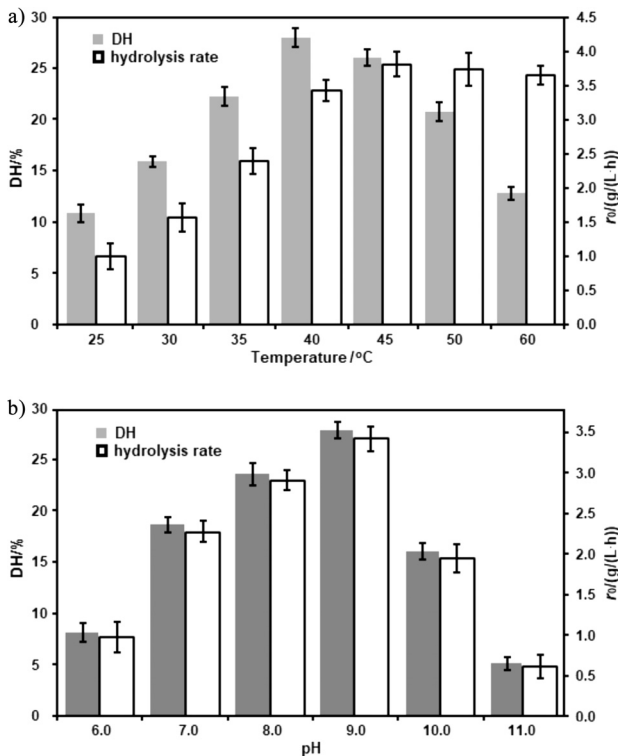 a)
DH/%
30
25
20
15
10
5
0
DH
hydrolysis rate
4.5
4.0
3.5
3.0
2.5
2.0
1.5
1.0
0.5
0.0
r0/(g/(L·h))
25 30 35 40 45 50 60
Temperature/°C
b)
DH/%
30
25
20
15
10
5
0
DH
hydrolysis rate
3.5
3.0
2.5
2.0
1.5
1.0
0.5
0.0
r0/(g/(L·h))
6.0 7.0 8.0 9.0 10.0 11.0
pH